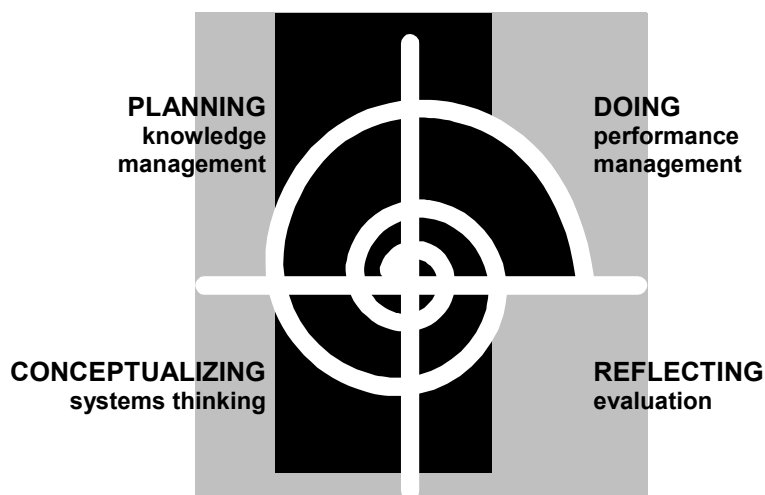 PLANNING
knowledge
management
DOING
performance
management
CONCEPTUALIZING
systems thinking
REFLECTING
evaluation